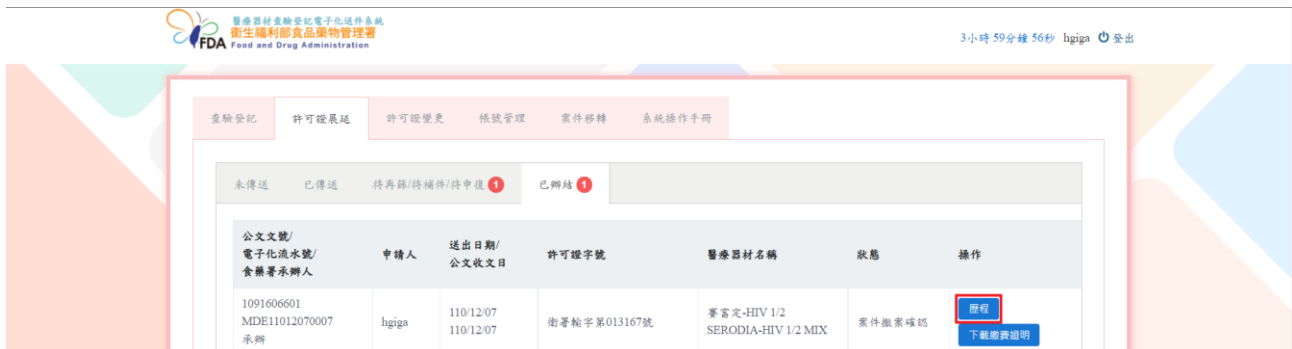 醫療器材查驗登記電子化送件系統
衛生福利部食品藥物管理署
FDA Food and Drug Administration
3小時 59分鐘 56秒 hgiga 登出
查驗登記 許可證展延 許可證變更 帳號管理 案件移轉 系統操作手冊
未傳送 已傳送 待再篩/待補件/待申復 1 已辦結 1
公文文號/
電子化流水號/
食藥署承辦人
申請人
送出日期/
公文收文日
許可證字號
醫療器材名稱
狀態
操作
1091606601
MDE11012070007
承辦
hgiga
110/12/07
110/12/07
衛署輸字第013167號
賽富定-HIV 1/2
SERODIA-HIV 1/2 MIX
案件撤案確認
歷程
下載繳費證明